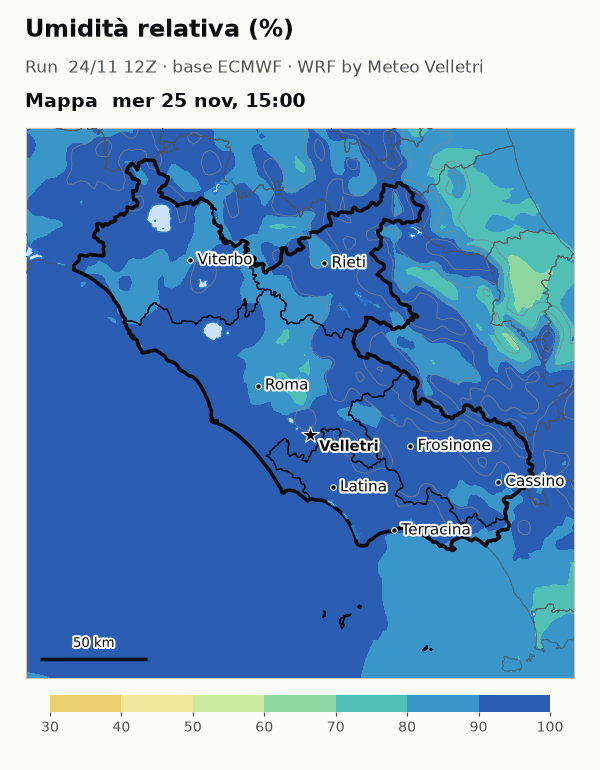 Umidità relativa (%)
Run 24/11 12Z · base ECMWF · WRF by Meteo Velletri
Mappa mer 25 nov, 15:00
Viterbo
Rieti
Roma
Velletri
Frosinone
Cassino
Latina
Terracina
50 km
30 40 50 60 70 80 90 100